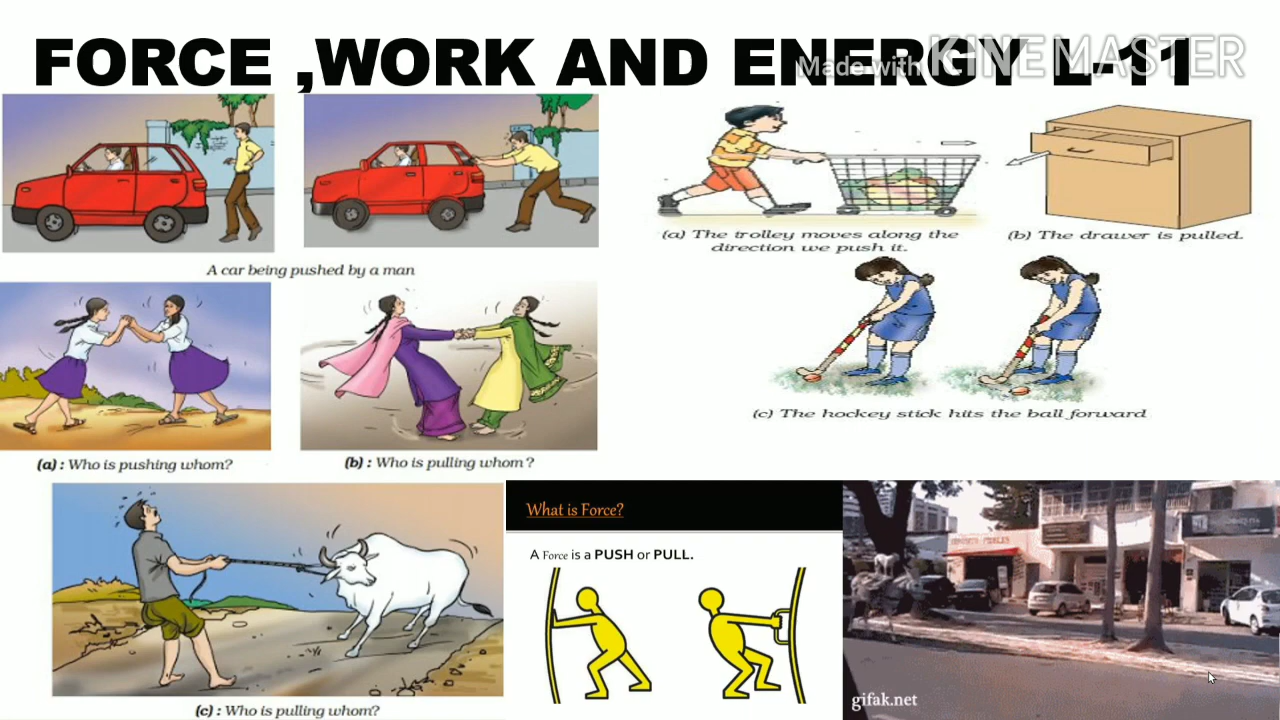 FORCE ,WORK AND ENERGY L-11
Made with KINEMASTER
A car being pushed by a man
(a) The trolley moves along the
direction we push it.
(b) The drawer is pulled.
(c) The hockey stick hits the ball forward
(a) : Who is pushing whom?
(b) : Who is pulling whom?
(c) : Who is pulling whom?
What is Force?
A Force is a PUSH or PULL.
gifak.net